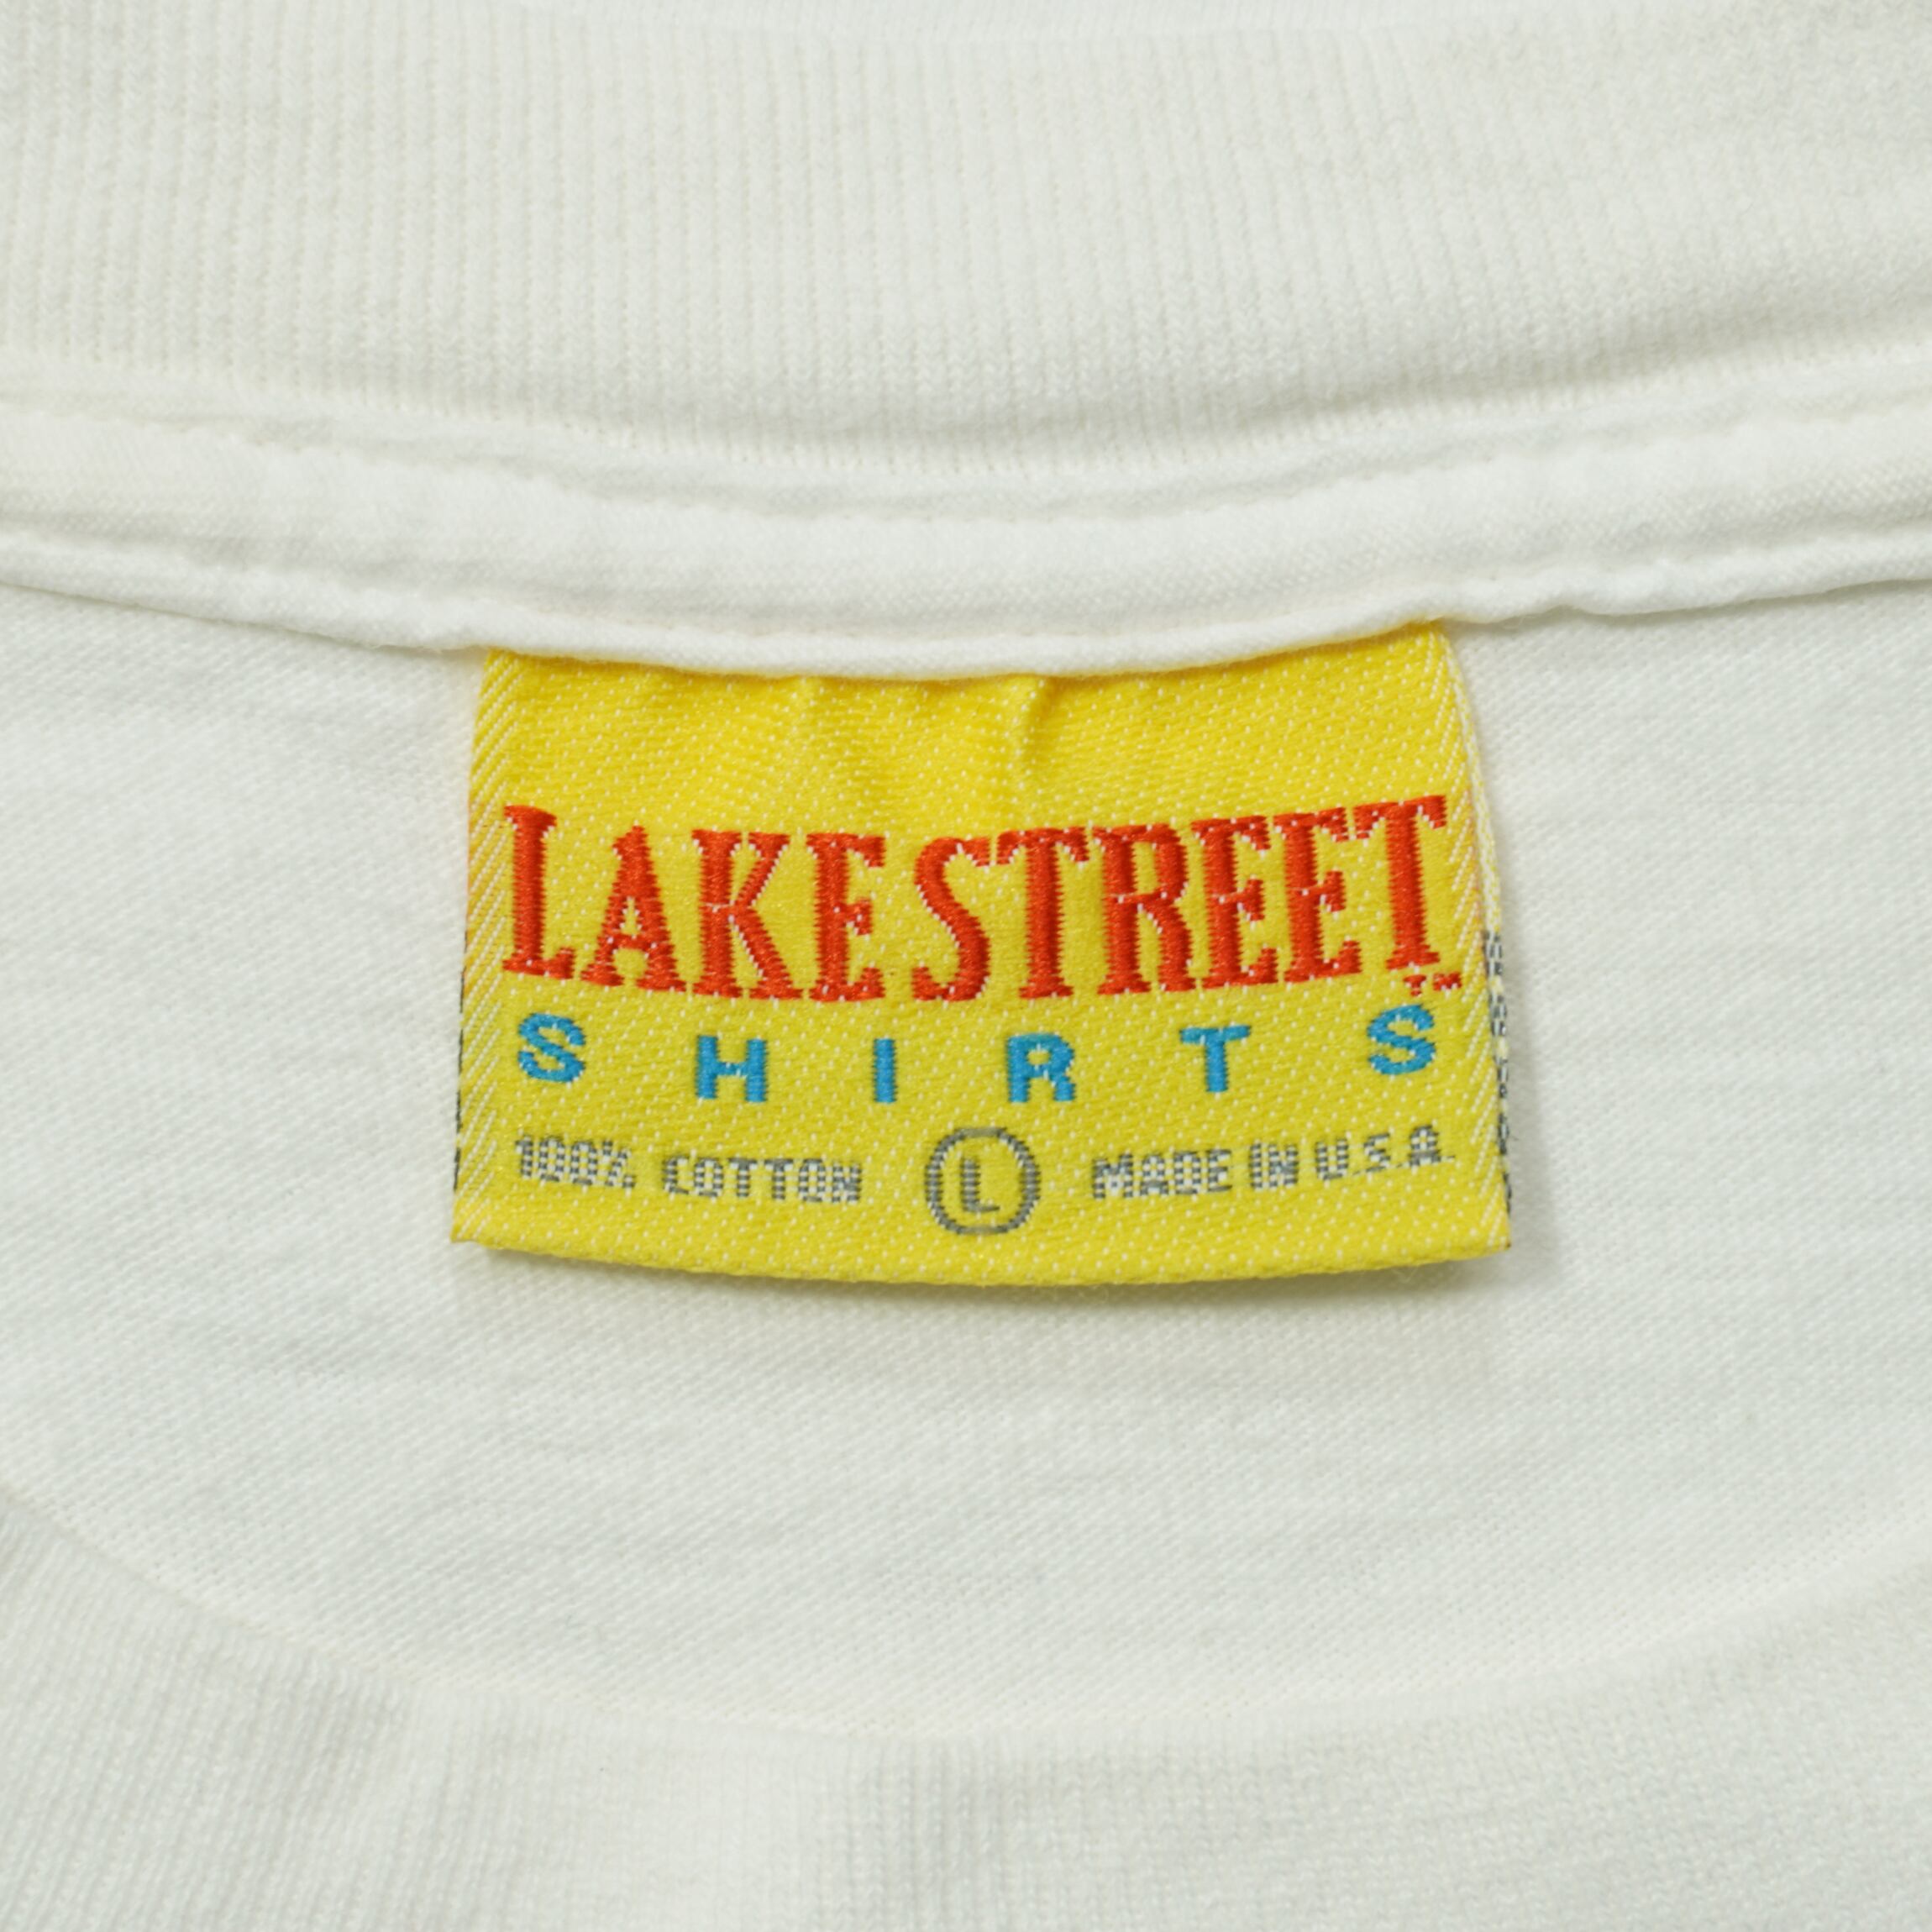 LAKE STREET™
SHIRTS
100% COTTON L MADE IN U.S.A.